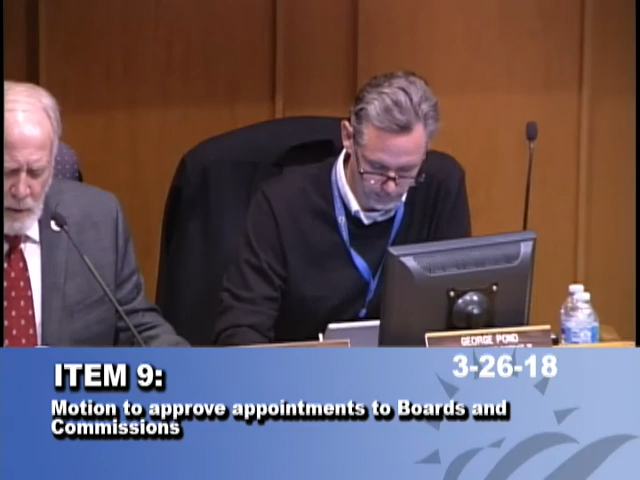 GEORGE POND
ITEM 9:
3-26-18
Motion to approve appointments to Boards and
Commissions